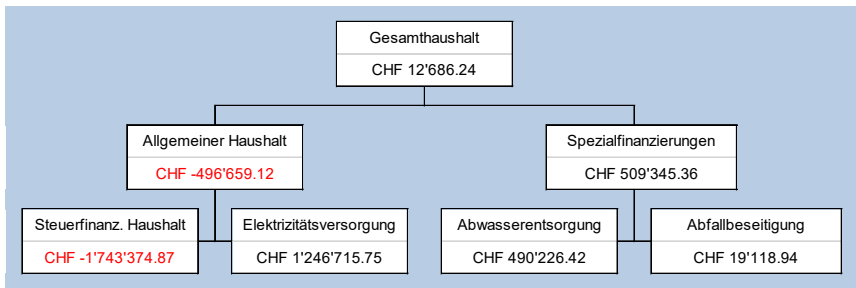 Gesamthaushalt
CHF 12'686.24
Allgemeiner Haushalt
CHF -496'659.12
Spezialfinanzierungen
CHF 509'345.36
Steuerfinanz. Haushalt
CHF -1'743'374.87
Elektrizitätsversorgung
CHF 1'246'715.75
Abwasserentsorgung
CHF 490'226.42
Abfallbeseitigung
CHF 19'118.94